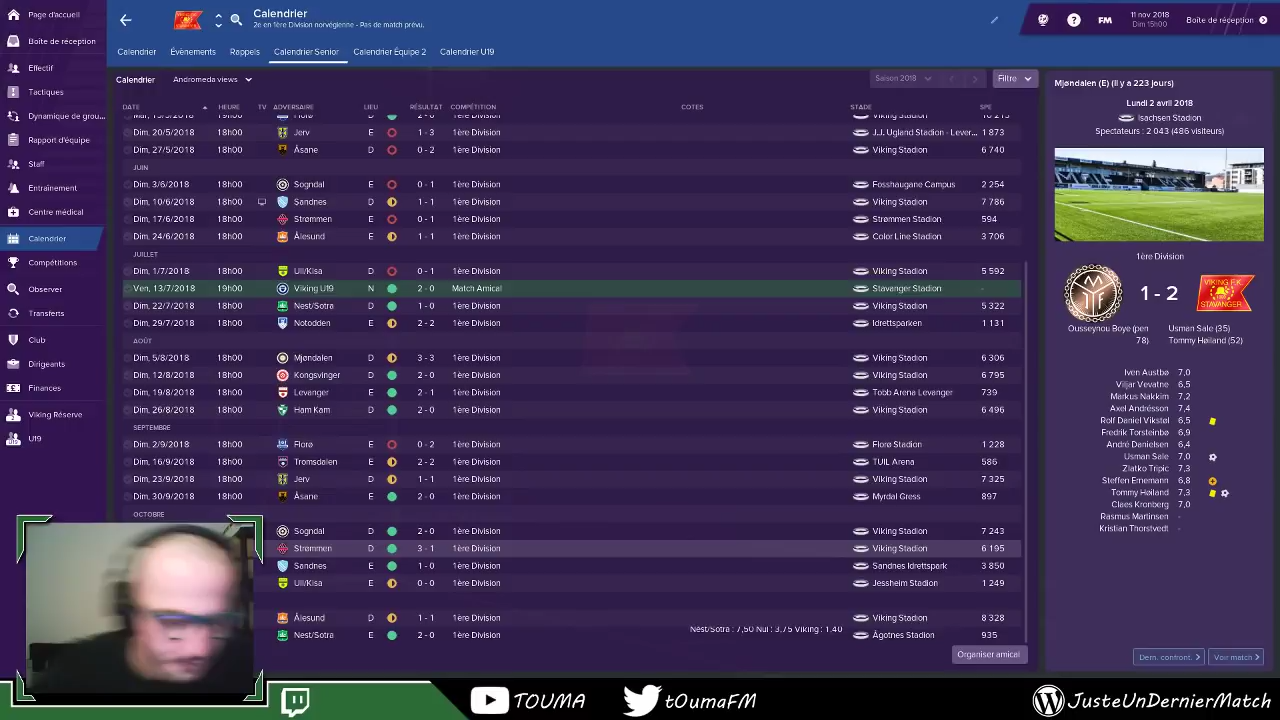 Page d'accueil
Boîte de réception
Effectif
Tactiques
Dynamique de grou...
Rapport d'équipe
Staff
Entraînement
Centre médical
Calendrier
Compétitions
Observer
Transferts
Club
Dirigeants
Finances
Viking Réserve
U19
Calendrier
2e en 1ère Division norvégienne - Pas de match prévu.
FM
11 nov 2018
Dim 15h00
Boîte de réception
Calendrier Évènements Rappels Calendrier Senior Calendrier Équipe 2 Calendrier U19
Calendrier Andromeda views Saison 2018 Filtre
DATE HEURE TV ADVERSAIRE LIEU RÉSULTAT COMPÉTITION COTES STADE SPE
Dim, 20/5/2018 18h00 Jerv E 1 - 3 1ère Division J.J. Ugland Stadion - Lever... 1 873
Dim, 27/5/2018 18h00 Åsane D 0 - 2 1ère Division Viking Stadion 6 740
JUIN
Dim, 3/6/2018 18h00 Sogndal E 0 - 1 1ère Division Fosshaugane Campus 2 254
Dim, 10/6/2018 18h00 Sandnes D 1 - 1 1ère Division Viking Stadion 7 786
Dim, 17/6/2018 18h00 Strømmen E 0 - 1 1ère Division Strømmen Stadion 594
Dim, 24/6/2018 18h00 Ålesund E 1 - 1 1ère Division Color Line Stadion 3 706
JUILLET
Dim, 1/7/2018 18h00 Ull/Kisa D 0 - 1 1ère Division Viking Stadion 5 592
Ven, 13/7/2018 19h00 Viking U19 N 2 - 0 Match Amical Stavanger Stadion -
Dim, 22/7/2018 18h00 Nest/Sotra D 1 - 0 1ère Division Viking Stadion 5 322
Dim, 29/7/2018 18h00 Notodden E 2 - 2 1ère Division Idrettsparken 1 131
AOÛT
Dim, 5/8/2018 18h00 Mjøndalen D 3 - 3 1ère Division Viking Stadion 6 306
Dim, 12/8/2018 18h00 Kongsvinger D 2 - 0 1ère Division Viking Stadion 6 795
Dim, 19/8/2018 18h00 Levanger E 2 - 1 1ère Division Tobb Arena Levanger 739
Dim, 26/8/2018 18h00 Ham Kam D 2 - 0 1ère Division Viking Stadion 6 496
SEPTEMBRE
Dim, 2/9/2018 18h00 Florø E 0 - 2 1ère Division Florø Stadion 1 228
Dim, 16/9/2018 18h00 Tromsdalen E 2 - 2 1ère Division TUIL Arena 586
Dim, 23/9/2018 18h00 Jerv D 1 - 1 1ère Division Viking Stadion 7 325
Dim, 30/9/2018 18h00 Åsane E 2 - 0 1ère Division Myrdal Gress 897
OCTOBRE
Sogndal D 2 - 0 1ère Division Viking Stadion 7 243
Strømmen D 3 - 1 1ère Division Viking Stadion 6 195
Sandnes E 1 - 0 1ère Division Sandnes Idrettspark 3 850
Ull/Kisa E 0 - 0 1ère Division Jessheim Stadion 1 249
Ålesund D 1 - 1 1ère Division Viking Stadion 8 328
Nest/Sotra E 2 - 0 1ère Division Nest/Sotra : 7,50 Nul : 3,75 Viking : 1,40 Ågotnes Stadion 935
Organiser amical
Mjøndalen (E) (Il y a 223 jours)
Lundi 2 avril 2018
Isachsen Stadion
Spectateurs : 2 043 (486 visiteurs)
1ère Division
1 - 2
VIKING F.K.
STAVANGER
Ousseynou Boye (pen 78)
Usman Sale (35)
Tommy Høiland (52)
Iven Austbø 7,0
Viljar Vevatne 6,5
Markus Nakkim 7,2
Axel Andrésson 7,4
Rolf Daniel Vikstøl 6,5
Fredrik Torsteinbø 6,9
André Danielsen 6,4
Usman Sale 7,0
Zlatko Tripic 7,3
Steffen Ernemann 6,8
Tommy Høiland 7,3
Claes Kronberg 7,0
Rasmus Martinsen -
Kristian Thorstvedt -
Dern. confront. Voir match
TOUMA
tOumaFM
JusteUnDernierMatch